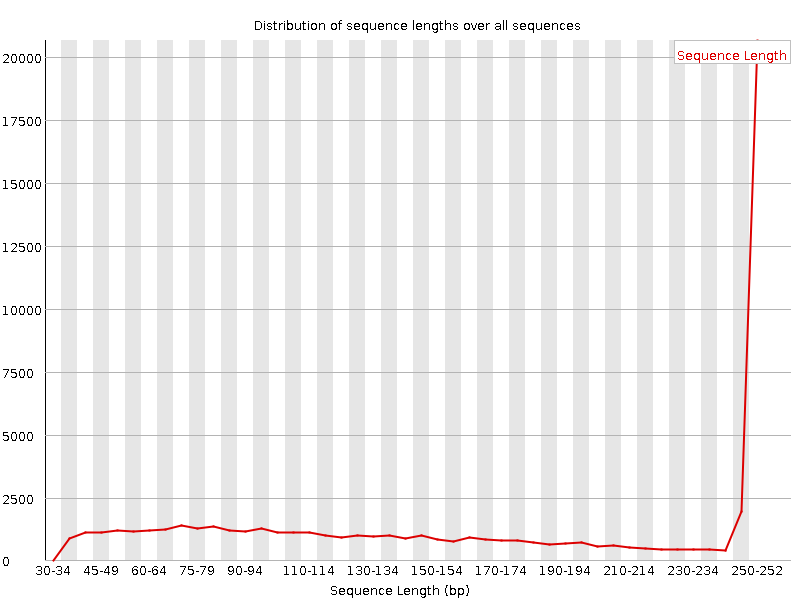 Distribution of sequence lengths over all sequences
Sequence Length
20000
17500
15000
12500
10000
7500
5000
2500
0
30-34 45-49 60-64 75-79 90-94 110-114 130-134 150-154 170-174 190-194 210-214 230-234 250-252
Sequence Length (bp)